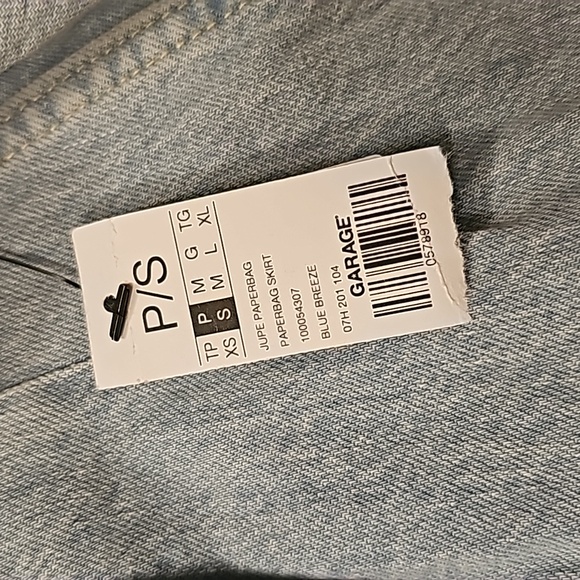 P/S
TP P M G TG
XS S M L XL
JUPE PAPERBAG
PAPERBAG SKIRT
100054307
BLUE BREEZE
07H 201 104
GARAGE
0578918